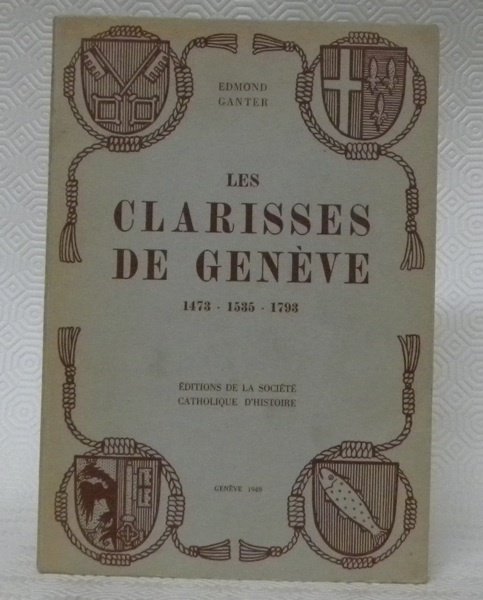 EDMOND
GANTER
LES
CLARISSES
DE GENÈVE
1473 · 1535 · 1793
ÉDITIONS DE LA SOCIÉTÉ
CATHOLIQUE D'HISTOIRE
GENÈVE 1949